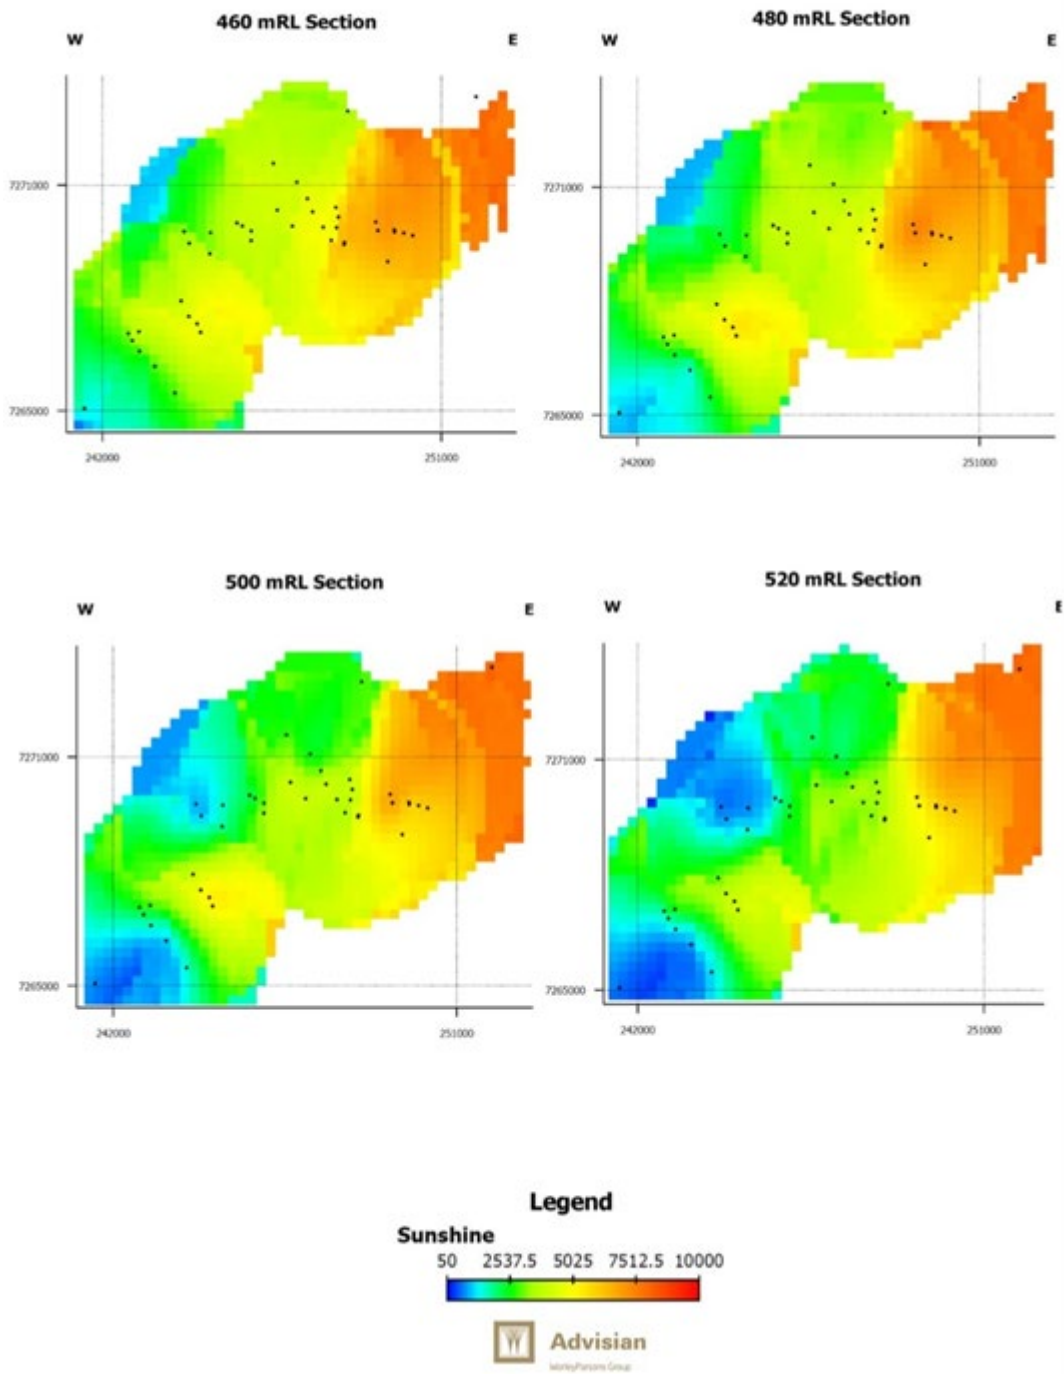 460 mRL Section
W E
7271000
7265000
242000 251000
480 mRL Section
W E
7271000
7265000
242000 251000
500 mRL Section
W E
7271000
7265000
242000 251000
520 mRL Section
W E
7271000
7265000
242000 251000
Legend
Sunshine
50 2537.5 5025 7512.5 10000
Advisian
WorleyParsons Group